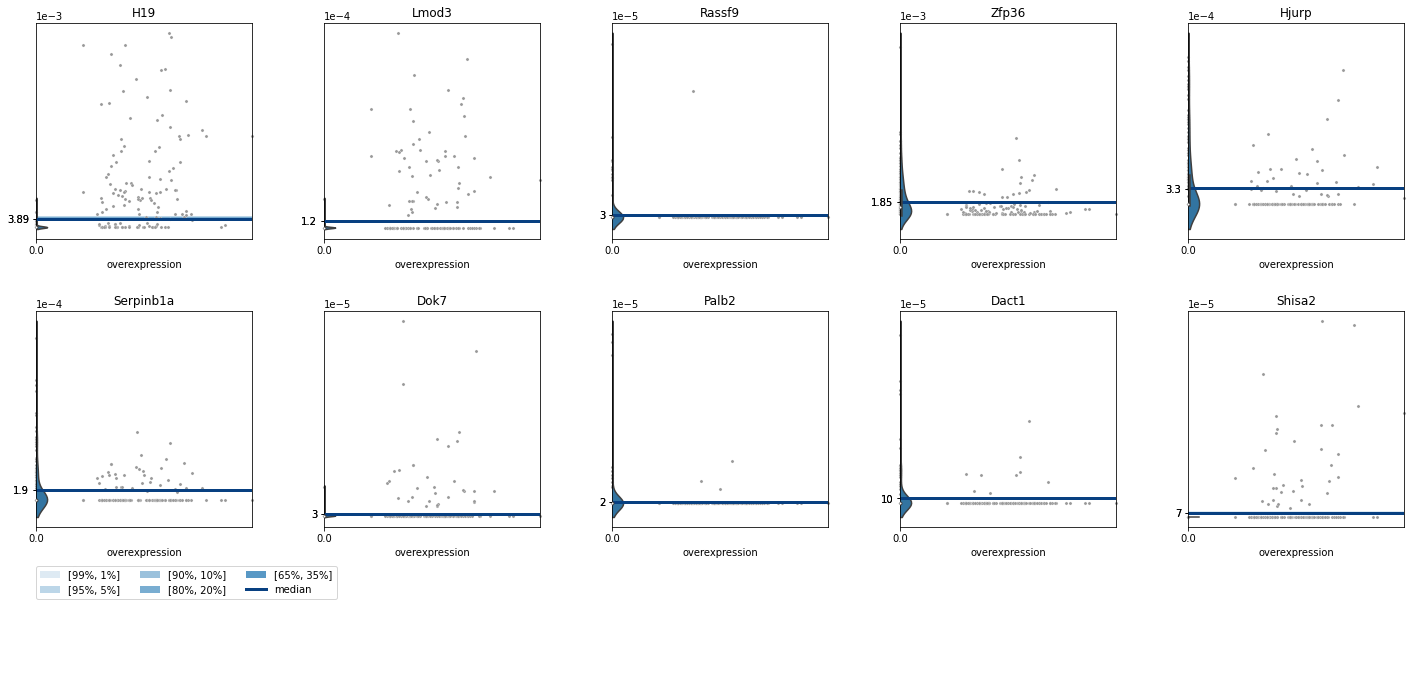 H19 Lmod3 Rassf9 Zfp36 Hjurp
1e−3 1e−4 1e−5 1e−3 1e−4
3.3
1.85
3
3.89
1.2
0.0 0.0 0.0 0.0 0.0
overexpression overexpression overexpression overexpression overexpression
Serpinb1a Dok7 Palb2 Dact1 Shisa2
1e−4 1e−5 1e−5 1e−5 1e−5
1.9
10
2
7
3
0.0 0.0 0.0 0.0 0.0
overexpression overexpression overexpression overexpression overexpression
[99%, 1%] [90%, 10%] [65%, 35%]
[95%, 5%] [80%, 20%] median